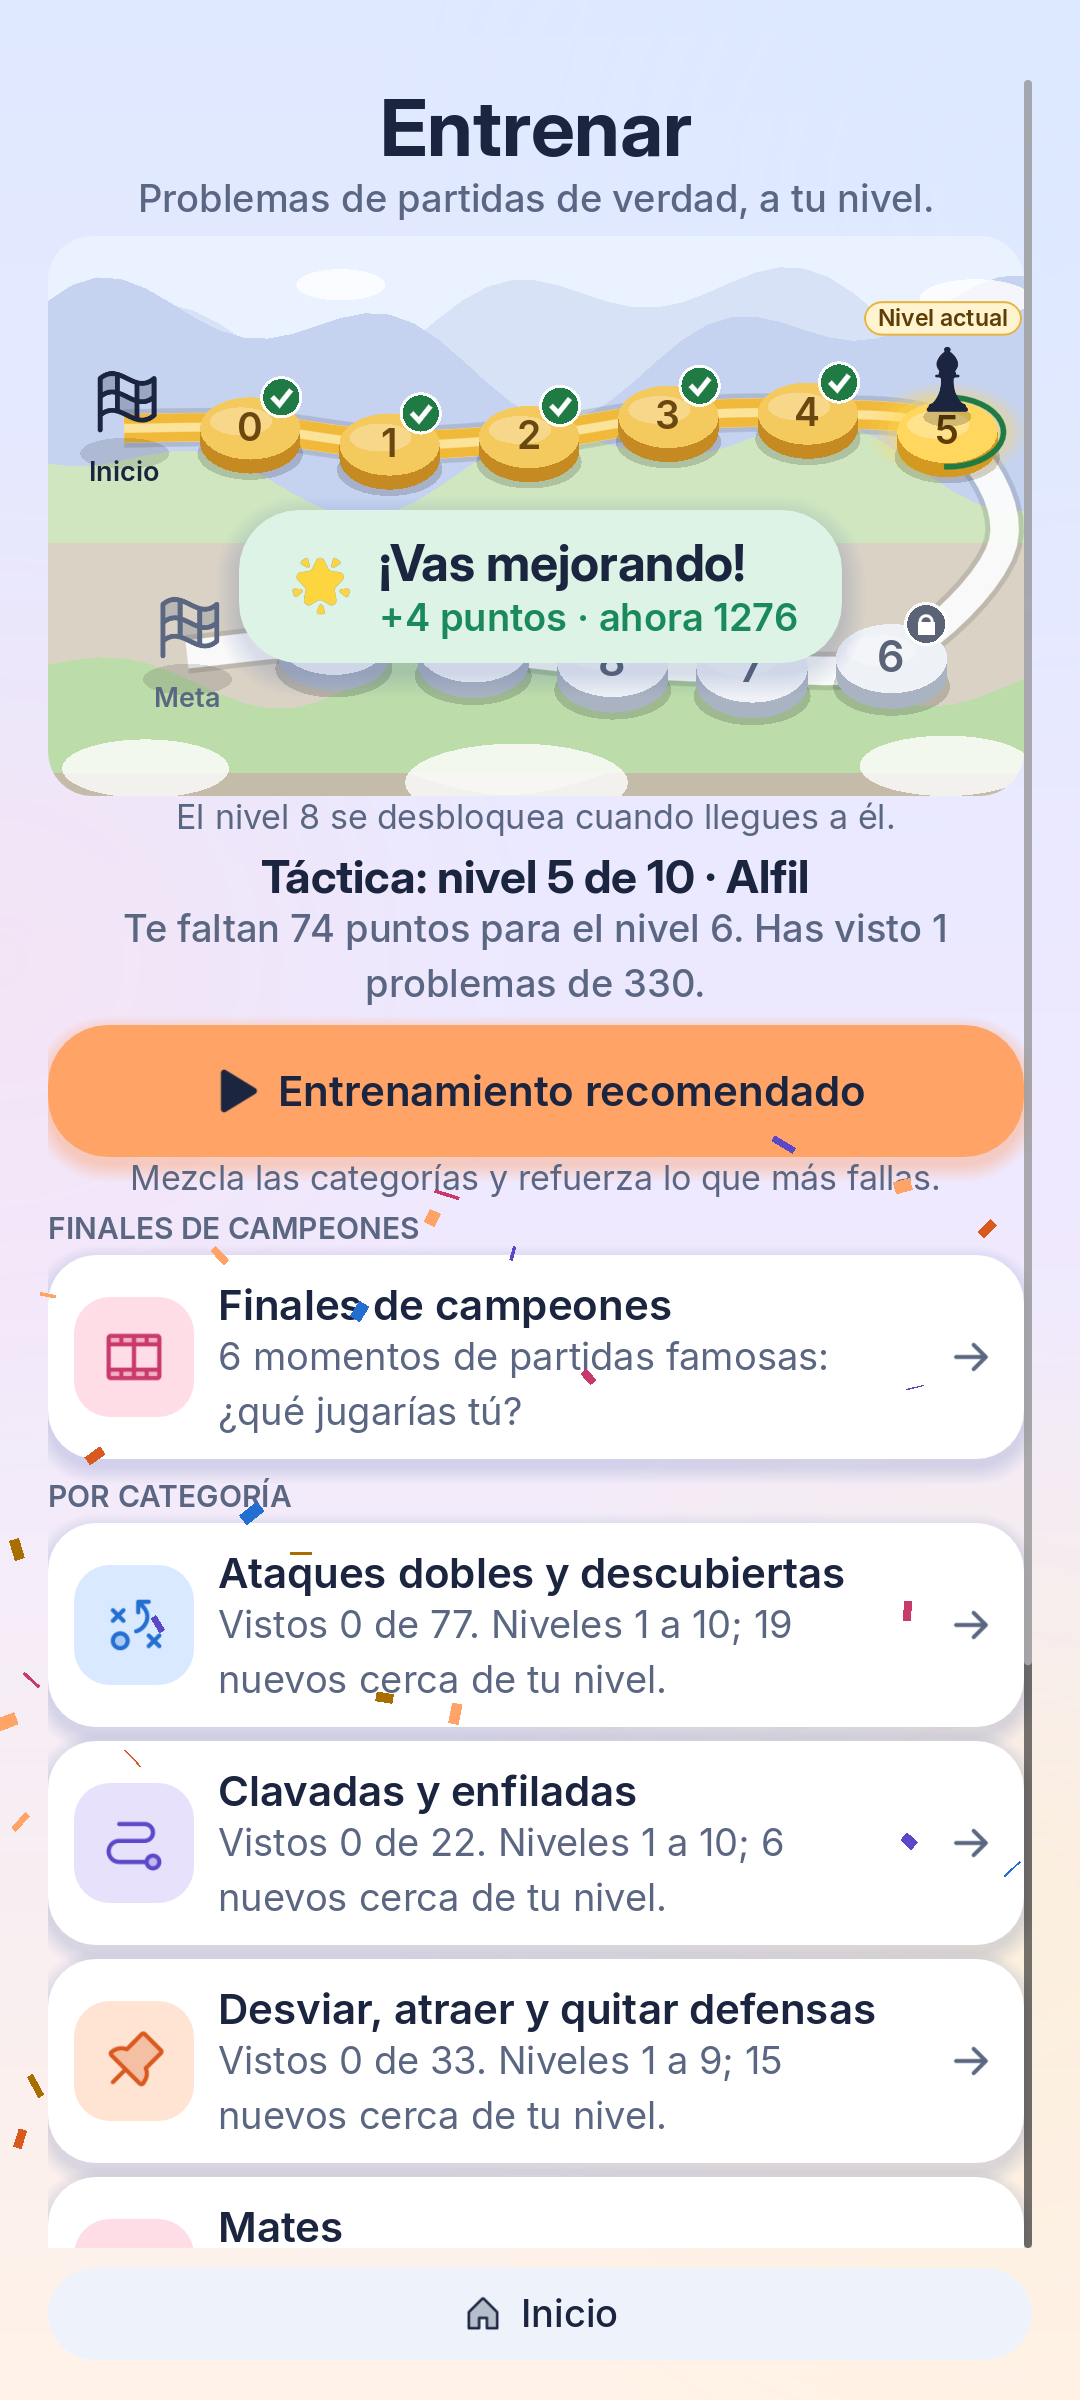 Entrenar
Problemas de partidas de verdad, a tu nivel.
Nivel actual
0
1
2
3
4
5
Inicio
¡Vas mejorando!
+4 puntos · ahora 1276
Meta
8
7
6
El nivel 8 se desbloquea cuando llegues a él.
Táctica: nivel 5 de 10 · Alfil
Te faltan 74 puntos para el nivel 6. Has visto 1
problemas de 330.
Entrenamiento recomendado
Mezcla las categorías y refuerza lo que más fallas.
FINALES DE CAMPEONES
Finales de campeones
6 momentos de partidas famosas:
¿qué jugarías tú?
POR CATEGORÍA
Ataques dobles y descubiertas
Vistos 0 de 77. Niveles 1 a 10; 19
nuevos cerca de tu nivel.
Clavadas y enfiladas
Vistos 0 de 22. Niveles 1 a 10; 6
nuevos cerca de tu nivel.
Desviar, atraer y quitar defensas
Vistos 0 de 33. Niveles 1 a 9; 15
nuevos cerca de tu nivel.
Mates
Inicio